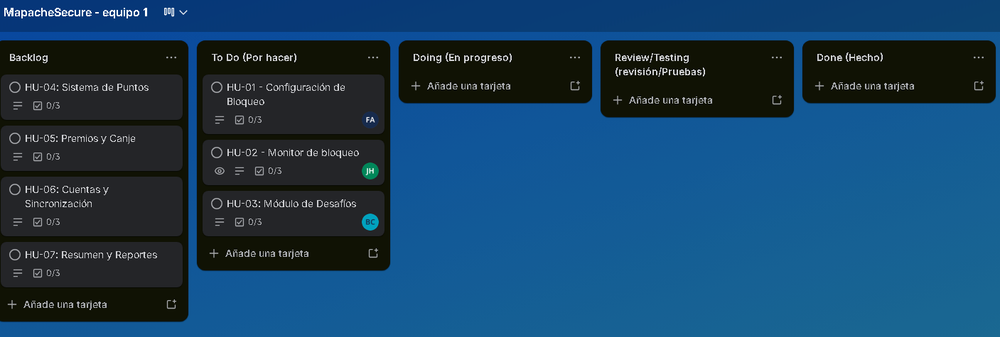 MapacheSecure - equipo 1
Backlog
HU-04: Sistema de Puntos
0/3
HU-05: Premios y Canje
0/3
HU-06: Cuentas y
Sincronización
0/3
HU-07: Resumen y Reportes
0/3
Añade una tarjeta
To Do (Por hacer)
HU-01 - Configuración de
Bloqueo
0/3
FA
HU-02 - Monitor de bloqueo
0/3
JH
HU-03: Módulo de Desafíos
0/3
BC
Añade una tarjeta
Doing (En progreso)
Añade una tarjeta
Review/Testing
(revisión/Pruebas)
Añade una tarjeta
Done (Hecho)
Añade una tarjeta